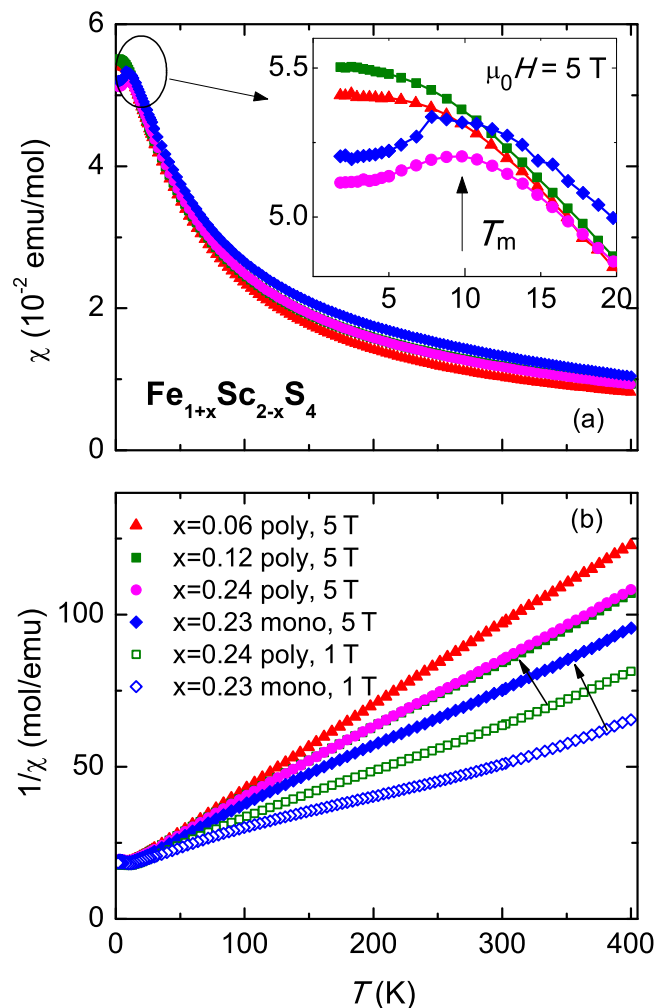 6
4
2
0
χ (10⁻² emu/mol)
5.5
5.0
μ₀H = 5 T
Tₘ
5 10 15 20
Fe₁₊ₓSc₂₋ₓS₄
(a)
(b)
x=0.06 poly, 5 T
x=0.12 poly, 5 T
x=0.24 poly, 5 T
x=0.23 mono, 5 T
x=0.24 poly, 1 T
x=0.23 mono, 1 T
100
50
0
1/χ (mol/emu)
0 100 200 300 400
T (K)